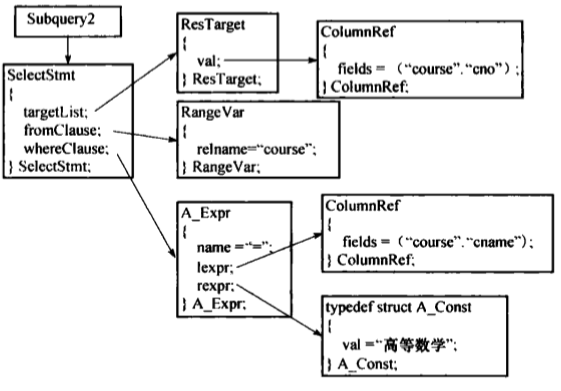 Subquery2
SelectStmt
{
targetList;
fromClause;
whereClause;
} SelectStmt;
ResTarget
{
val;
} ResTarget;
ColumnRef
{
fields = （“course”.“cno”）;
} ColumnRef;
RangeVar
{
relname=“course”;
} RangeVar;
A_Expr
{
name =“=”;
lexpr;
rexpr;
} A_Expr;
ColumnRef
{
fields =（“course”.“cname”）;
} ColumnRef;
typedef struct A_Const
{
val =“高等数学”;
} A_Const;